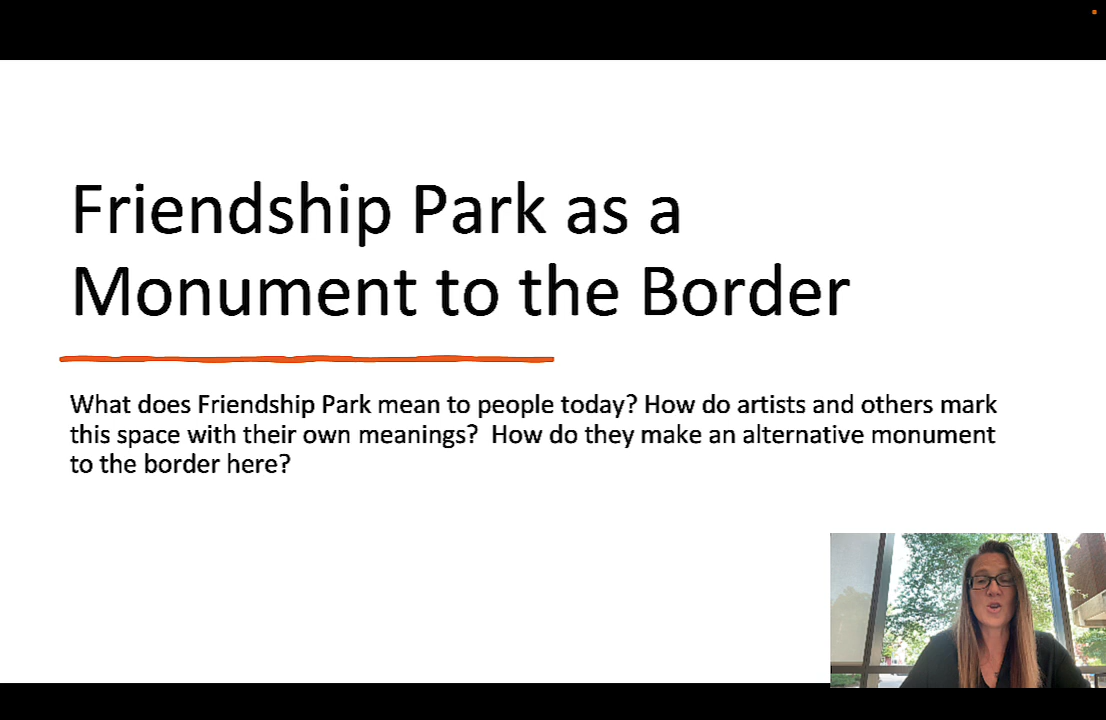 Friendship Park as a
Monument to the Border
What does Friendship Park mean to people today? How do artists and others mark
this space with their own meanings?  How do they make an alternative monument
to the border here?